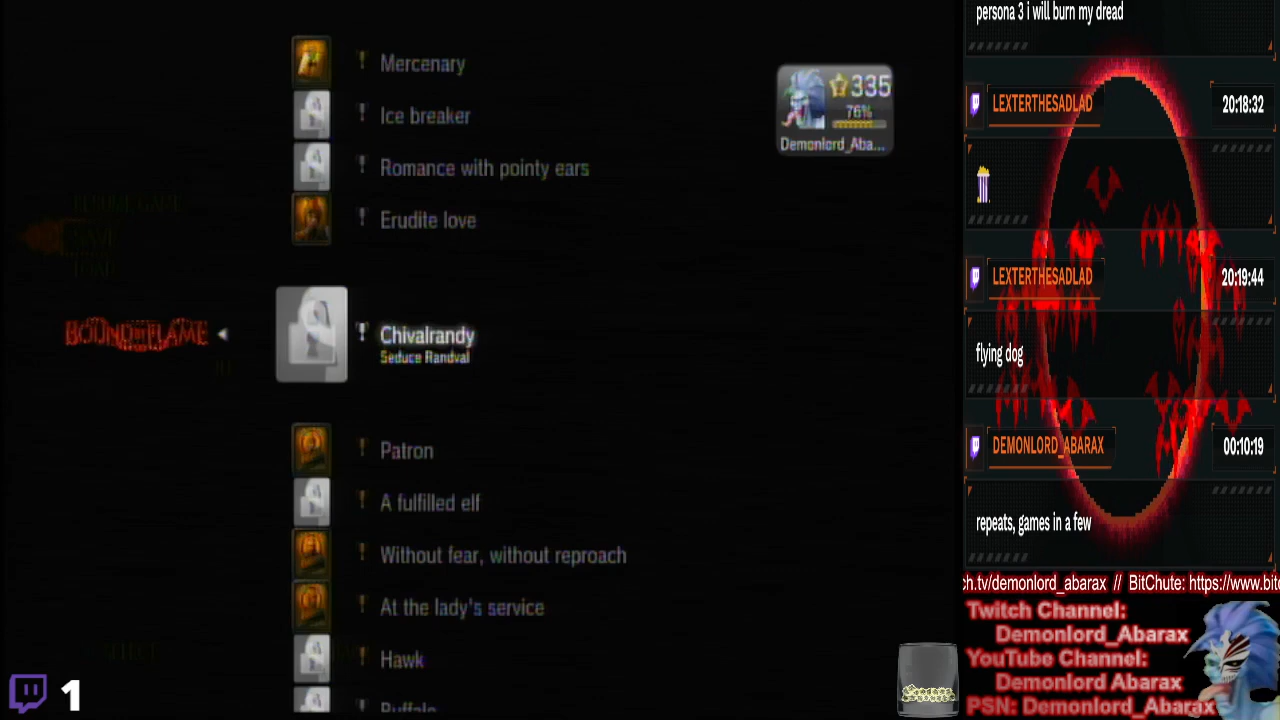 Mercenary
Ice breaker
Romance with pointy ears
Erudite love
BOUND BY FLAME
Chivalrandy
Seduce Randval
Patron
A fulfilled elf
Without fear, without reproach
At the lady's service
Hawk
Buffalo
335
76%
Demonlord_Aba...
1
persona 3 i will burn my dread
LEXTERTHESADLAD
20:18:32
LEXTERTHESADLAD
20:19:44
flying dog
DEMONLORD_ABARAX
00:10:19
repeats, games in a few
ch.tv/demonlord_abarax // BitChute: https://www.bitc
Twitch Channel:
Demonlord_Abarax
YouTube Channel:
Demonlord Abarax
PSN: Demonlord_Abarax